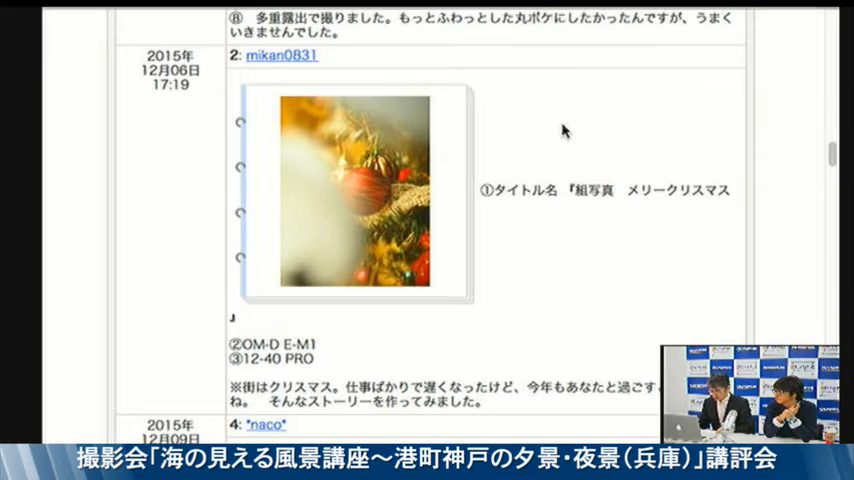 ⑧ 多重露出で撮りました。もっとふわっとした丸ボケにしたかったんですが、うまく
いきませんでした。
2015年
12月06日
17:19
2: mikan0831
①タイトル名 『組写真 メリークリスマス
』
②OM-D E-M1
③12-40 PRO
※街はクリスマス。仕事ばかりで遅くなったけど、今年もあなたと過ごす
ね。 そんなストーリーを作ってみました。
2015年
12月09日
4: *naco*
撮影会「海の見える風景講座~港町神戸の夕景・夜景(兵庫)」講評会